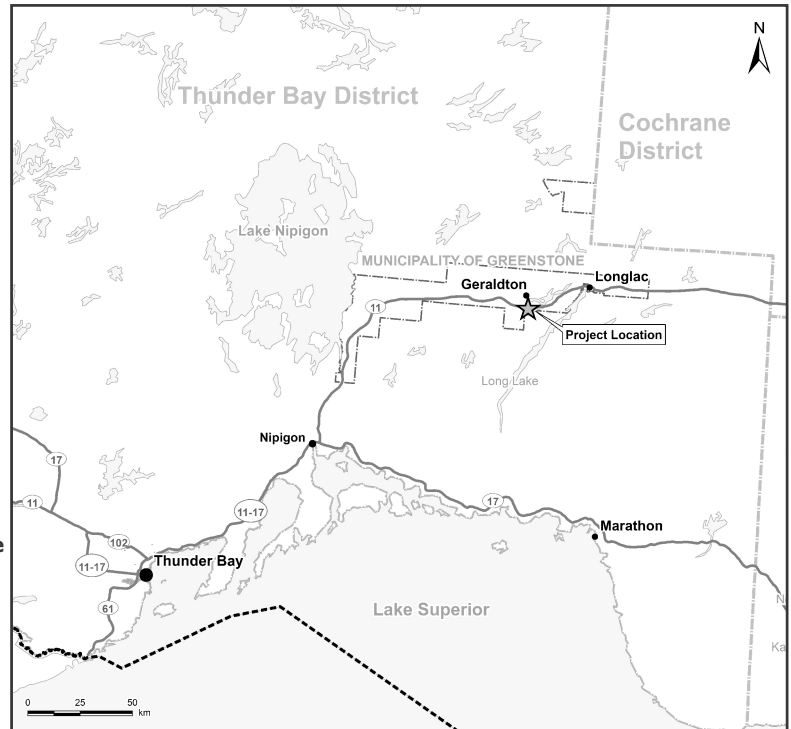 N
Thunder Bay District
Cochrane
District
Lake Nipigon
MUNICIPALITY OF GREENSTONE
Geraldton
Longlac
11
Project Location
Long Lake
Nipigon
17
11
17
11-17
Marathon
102
11-17
Thunder Bay
61
Lake Superior
0 25 50
km